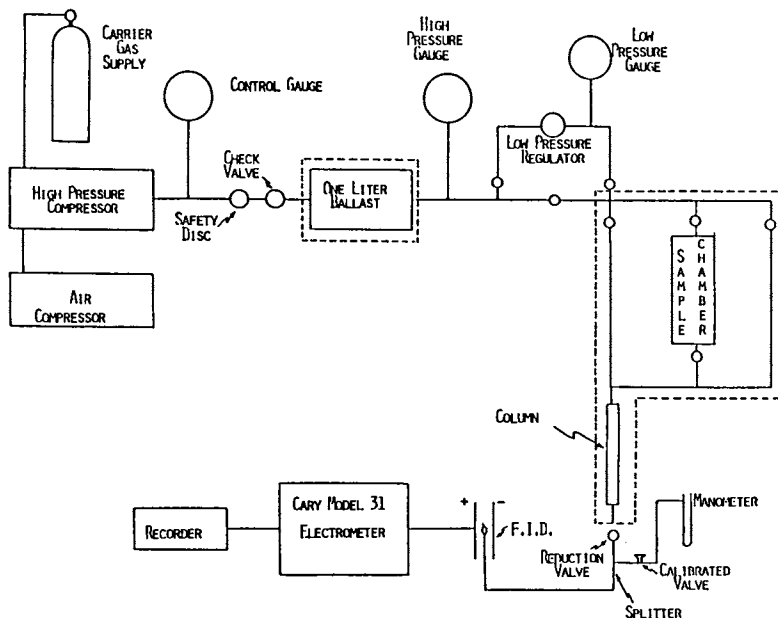 CARRIER
GAS
SUPPLY
CONTROL GAUGE
HIGH
PRESSURE
GAUGE
LOW
PRESSURE
GAUGE
LOW PRESSURE
REGULATOR
CHECK
VALVE
ONE LITER
BALLAST
HIGH PRESSURE
COMPRESSOR
SAFETY
DISC
AIR
COMPRESSOR
SAMPLE
CHAMBER
COLUMN
CARY MODEL 31
ELECTROMETER
RECORDER
+
-
F.I.D.
MANOMETER
REDUCTION
VALVE
CALIBRATED
VALVE
SPLITTER